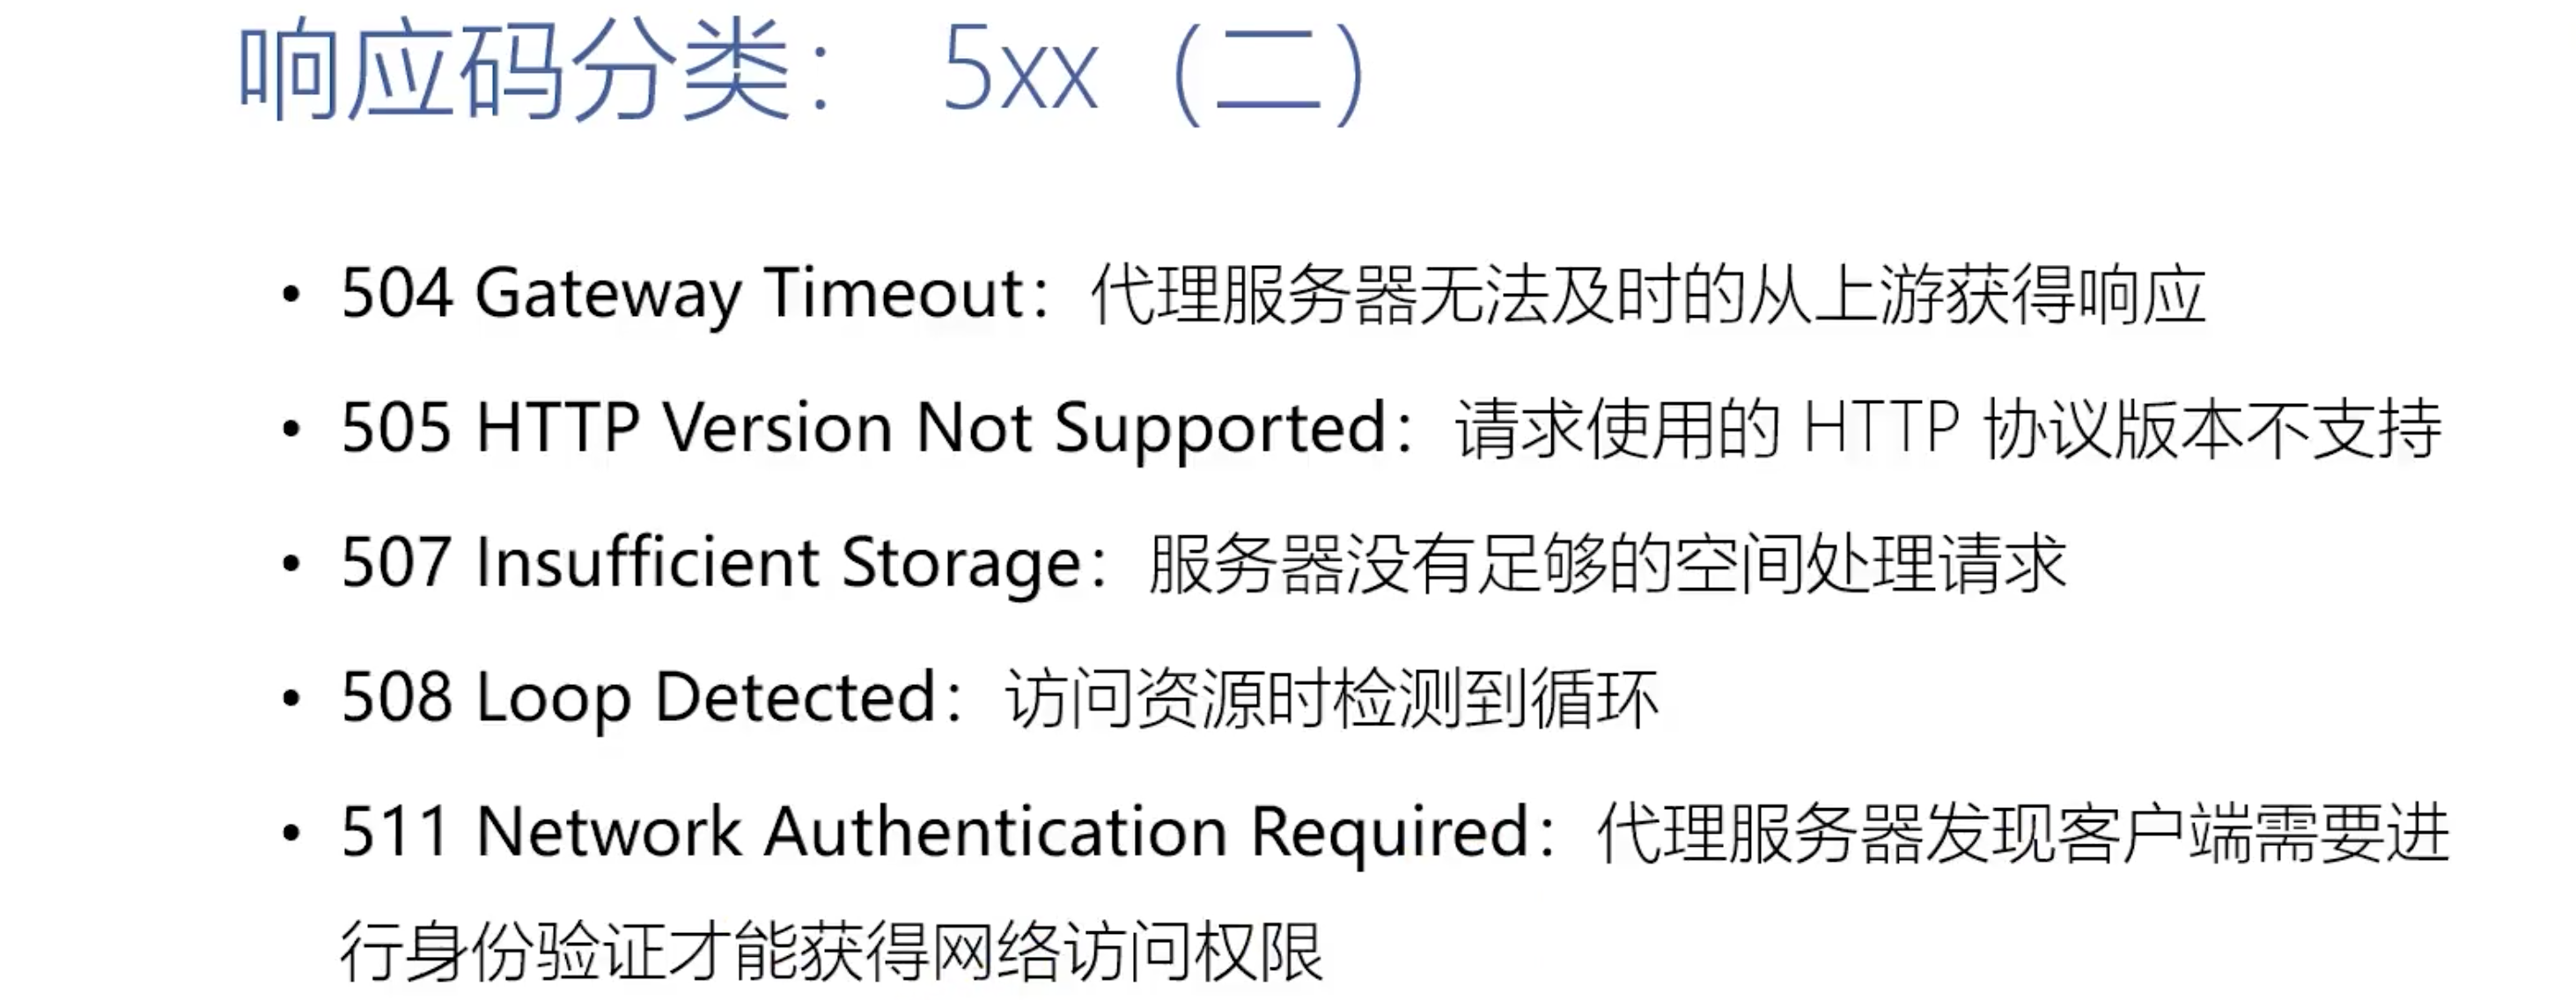 响应码分类： 5xx（二）
• 504 Gateway Timeout：代理服务器无法及时的从上游获得响应
• 505 HTTP Version Not Supported：请求使用的 HTTP 协议版本不支持
• 507 Insufficient Storage：服务器没有足够的空间处理请求
• 508 Loop Detected：访问资源时检测到循环
• 511 Network Authentication Required：代理服务器发现客户端需要进
行身份验证才能获得网络访问权限